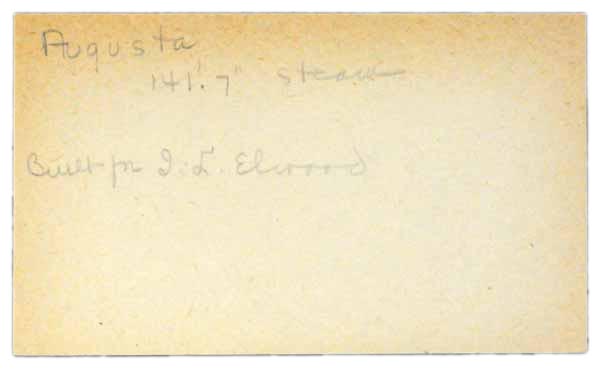 Augusta
141'.7" steam
Built for I. L. Elwood